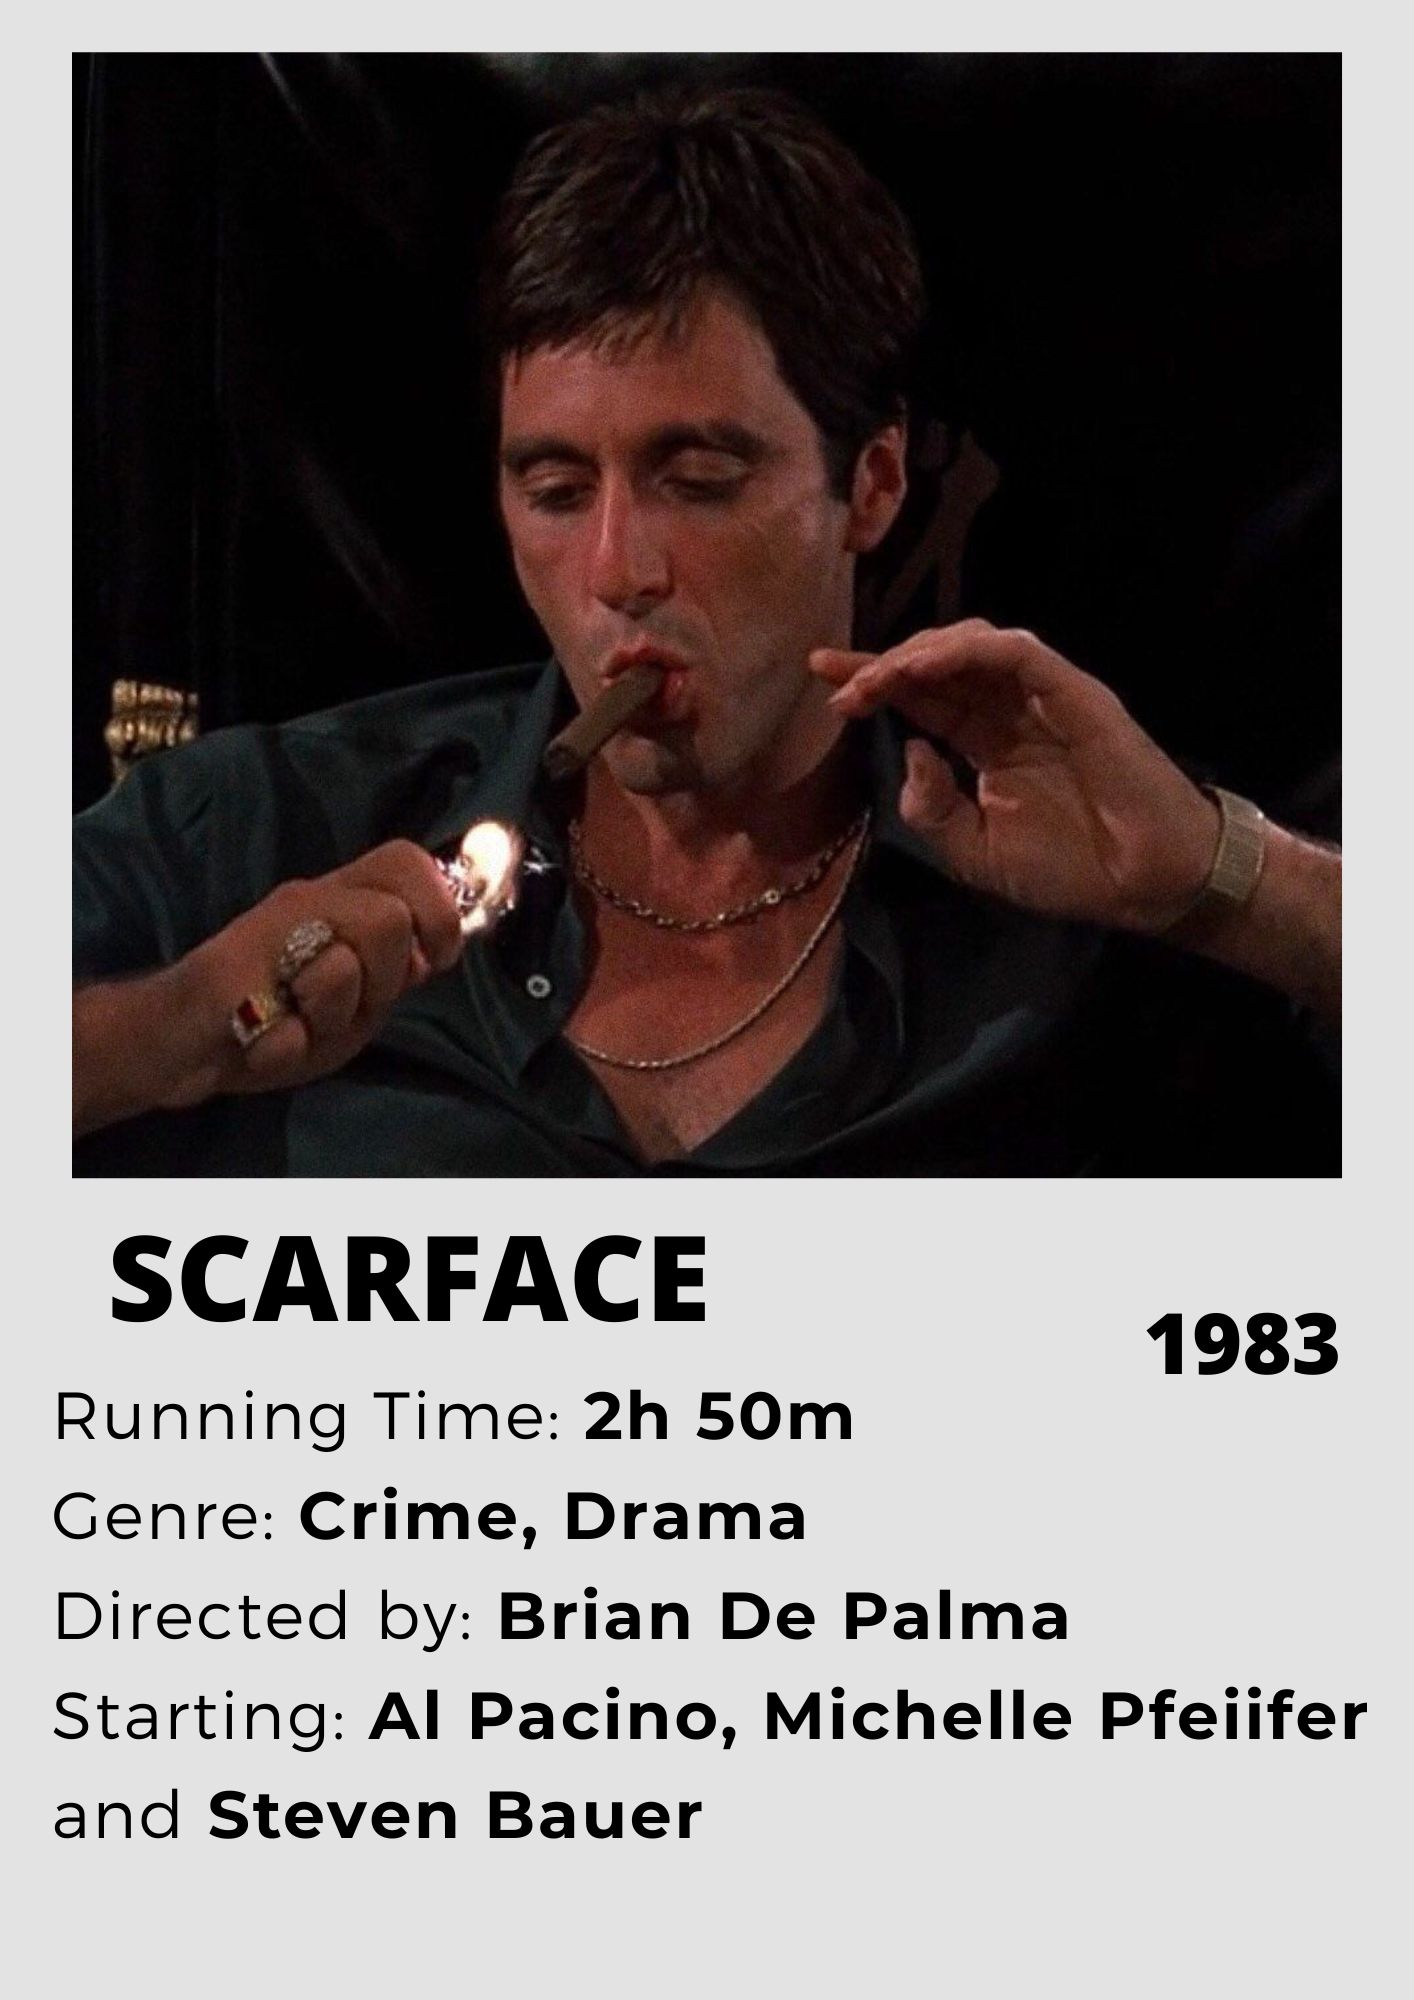 SCARFACE
1983
Running Time: 2h 50m
Genre: Crime, Drama
Directed by: Brian De Palma
Starting: Al Pacino, Michelle Pfeiifer
and Steven Bauer